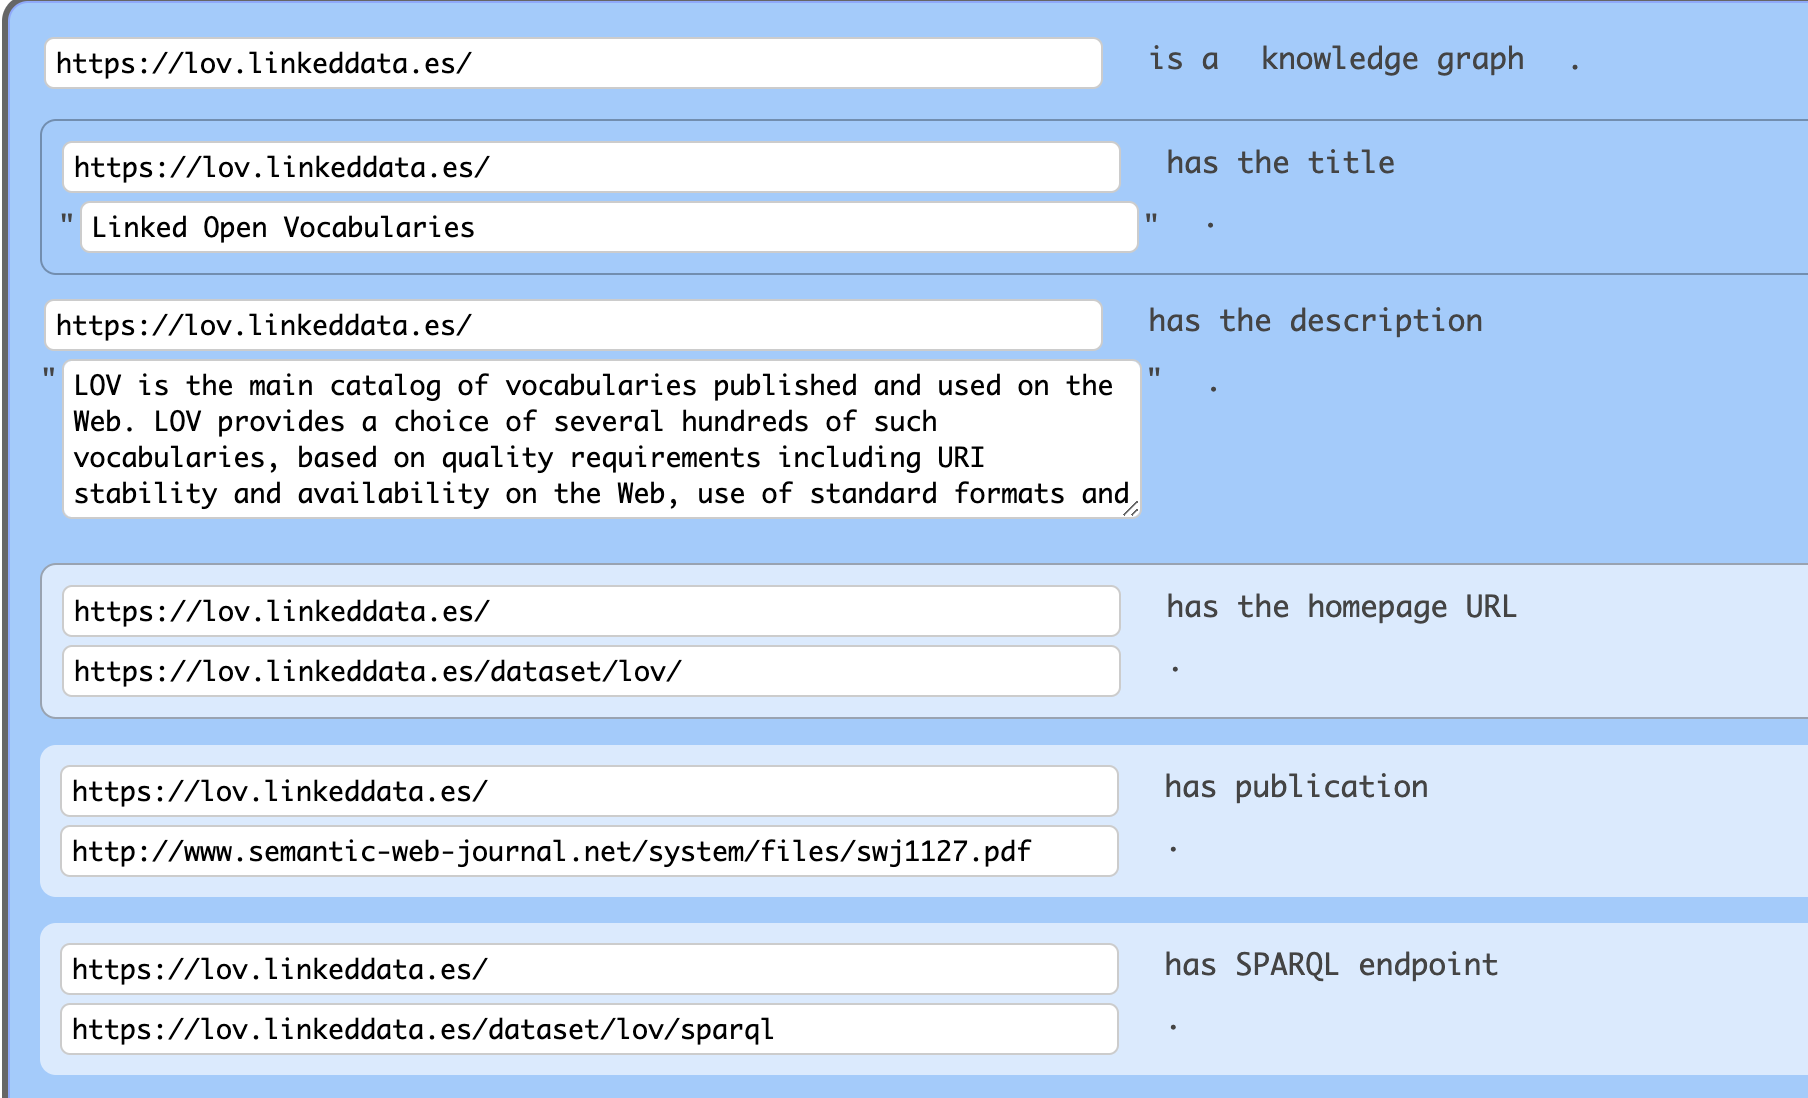 https://lov.linkeddata.es/ is a knowledge graph .
https://lov.linkeddata.es/ has the title
" Linked Open Vocabularies " .
https://lov.linkeddata.es/ has the description
" LOV is the main catalog of vocabularies published and used on the " .
Web. LOV provides a choice of several hundreds of such
vocabularies, based on quality requirements including URI
stability and availability on the Web, use of standard formats and
https://lov.linkeddata.es/ has the homepage URL
https://lov.linkeddata.es/dataset/lov/ .
https://lov.linkeddata.es/ has publication
http://www.semantic-web-journal.net/system/files/swj1127.pdf .
https://lov.linkeddata.es/ has SPARQL endpoint
https://lov.linkeddata.es/dataset/lov/sparql .